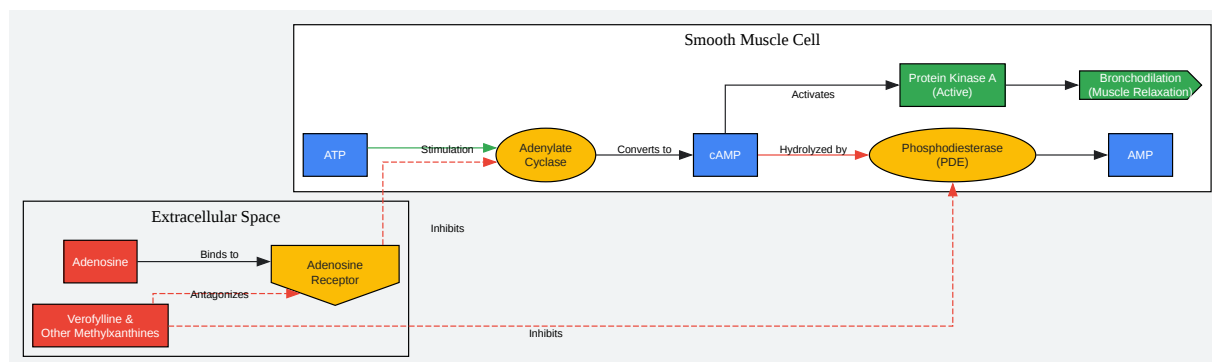 Smooth Muscle Cell
Protein Kinase A
(Active)
Bronchodilation
(Muscle Relaxation)
Activates
ATP
Stimulation
Adenylate
Cyclase
Converts to
cAMP
Hydrolyzed by
Phosphodiesterase
(PDE)
AMP
Extracellular Space
Inhibits
Adenosine
Binds to
Adenosine
Receptor
Antagonizes
Verofylline &
Other Methylxanthines
Inhibits